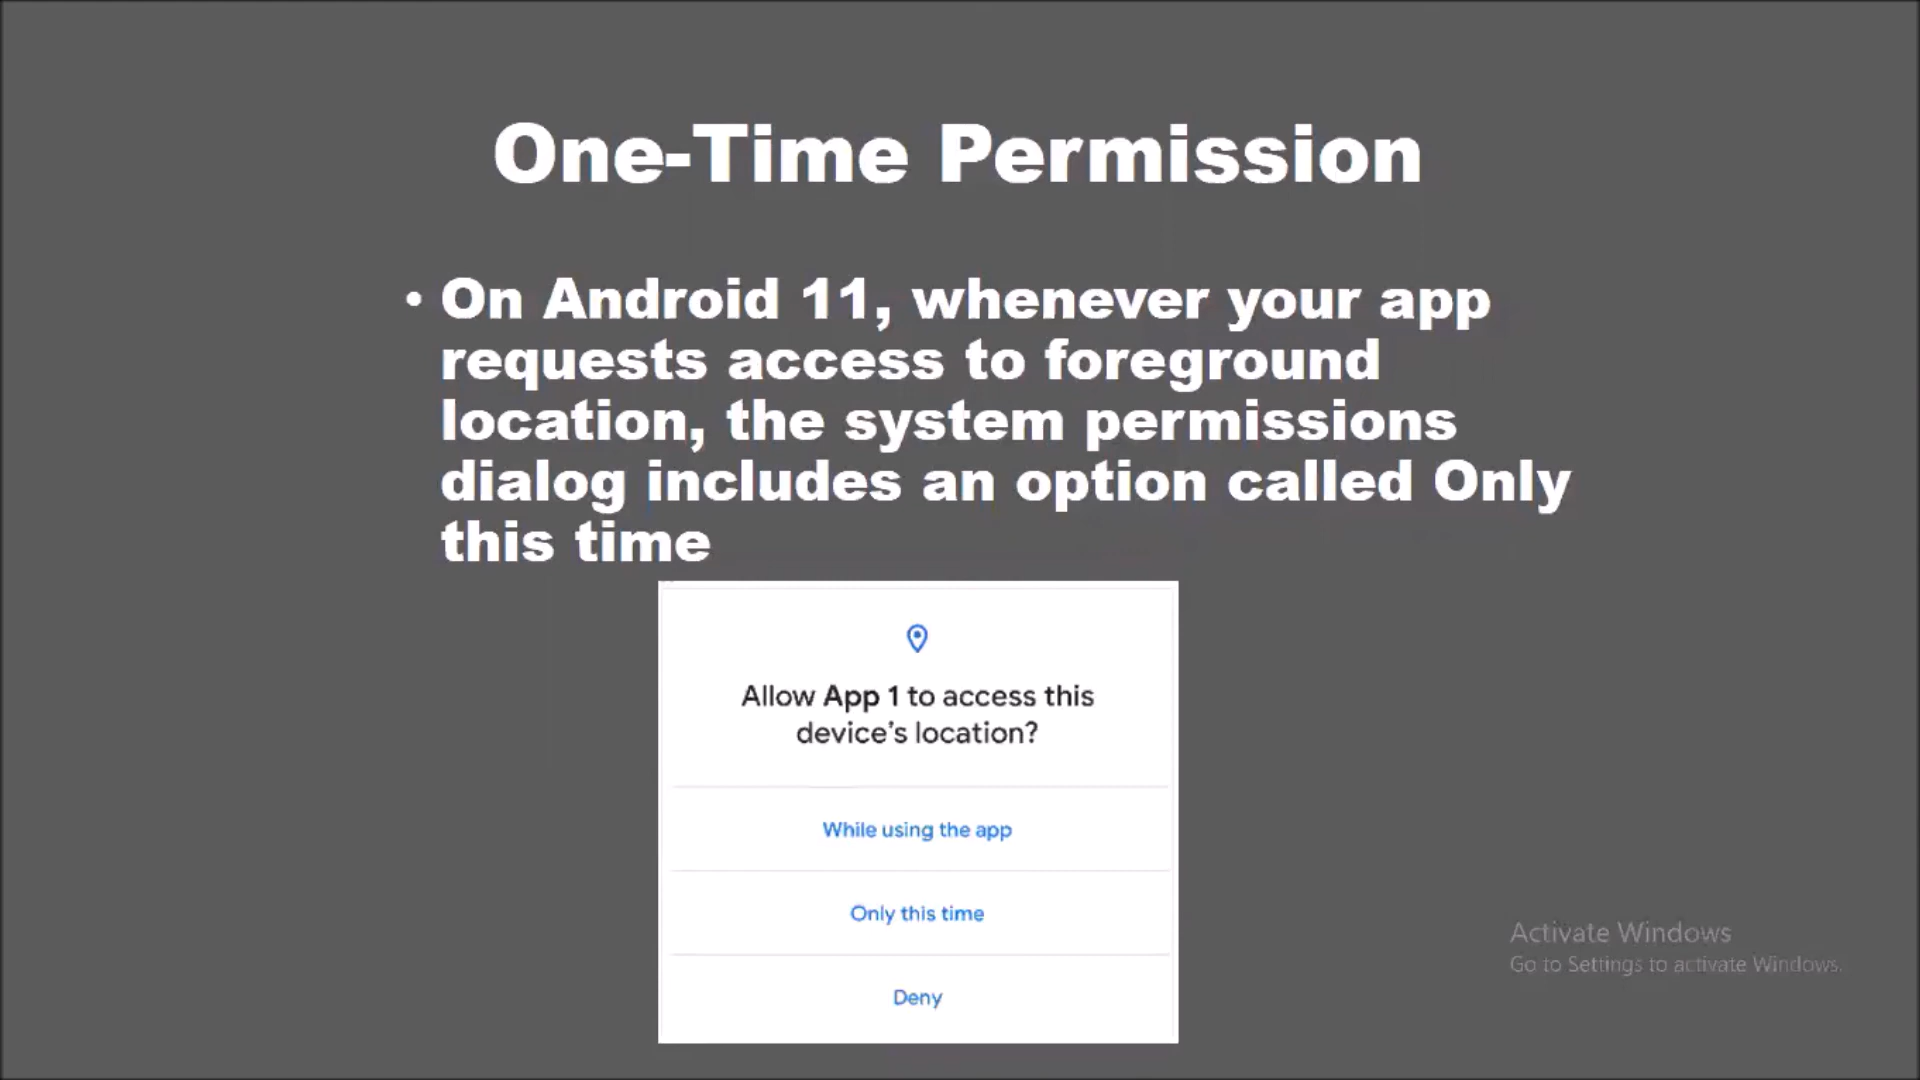 One-Time Permission
• On Android 11, whenever your app
requests access to foreground
location, the system permissions
dialog includes an option called Only
this time
Allow App 1 to access this
device's location?
While using the app
Only this time
Deny
Activate Windows
Go to Settings to activate Windows.